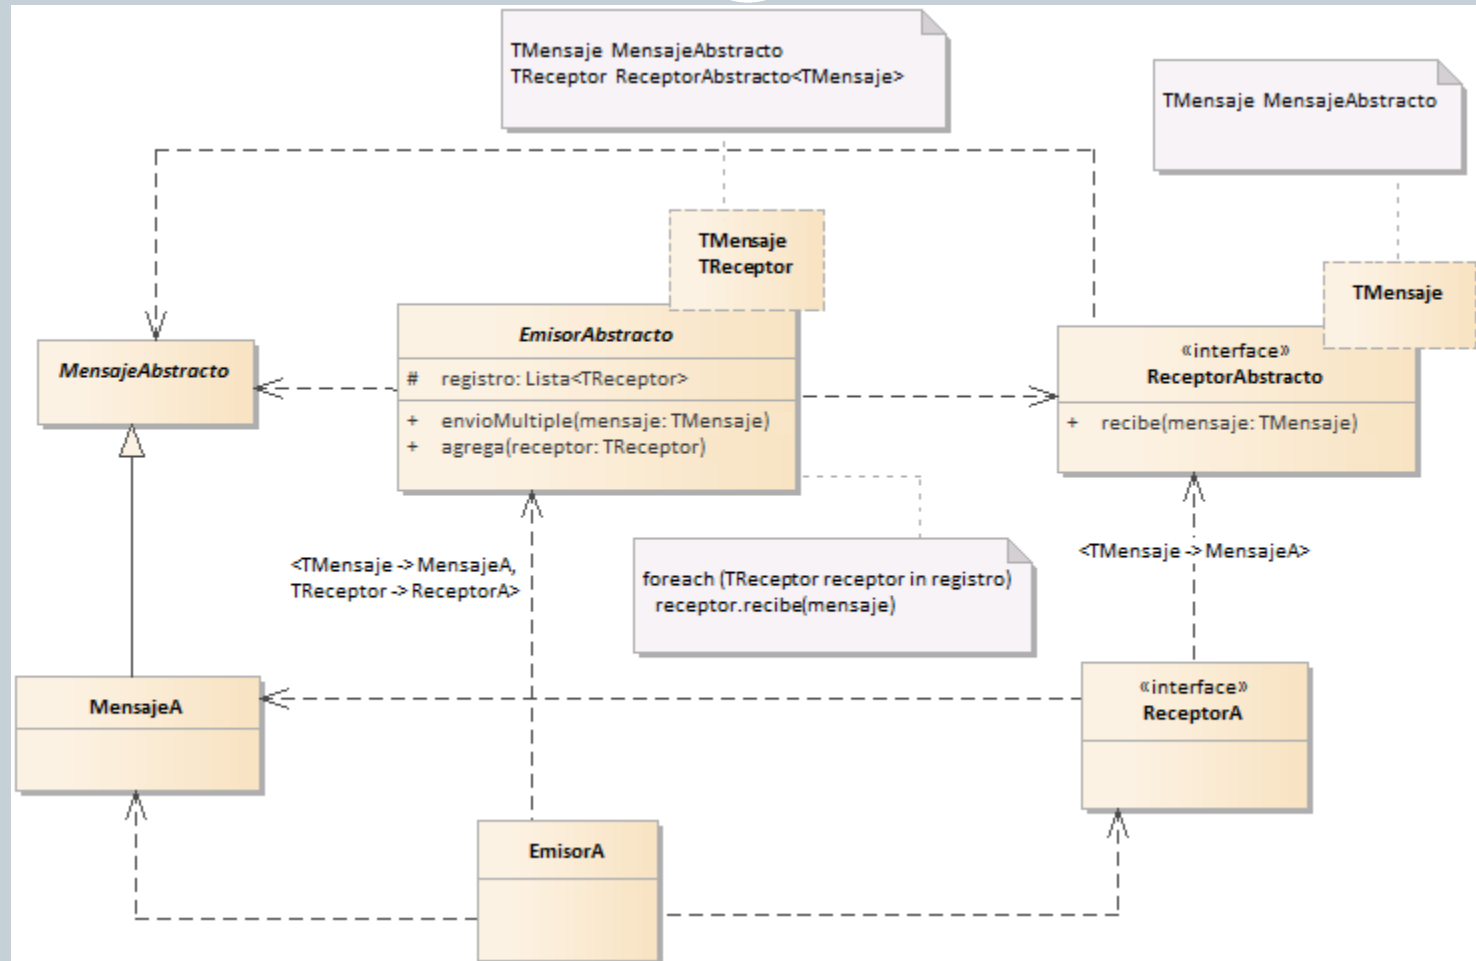 TMensaje MensajeAbstracto
TReceptor ReceptorAbstracto<TMensaje>
TMensaje MensajeAbstracto
TMensaje
TReceptor
TMensaje
EmisorAbstracto
# registro: Lista<TReceptor>
+ envioMultiple(mensaje: TMensaje)
+ agrega(receptor: TReceptor)
MensajeAbstracto
«interface»
ReceptorAbstracto
+ recibe(mensaje: TMensaje)
<TMensaje -> MensajeA,
TReceptor -> ReceptorA>
foreach (TReceptor receptor in registro)
receptor.recibe(mensaje)
<TMensaje -> MensajeA>
MensajeA
«interface»
ReceptorA
EmisorA